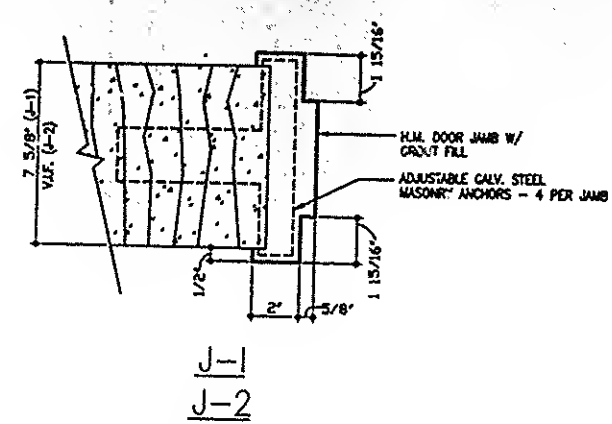 1 15/16"
7 5/8" (J-1)
V.I.F. (J-2)
H.M. DOOR JAMB W/
GROUT FILL
ADJUSTABLE GALV. STEEL
MASONRY ANCHORS - 4 PER JAMB
1/2"
1 15/16"
2"
5/8"
J-1
J-2